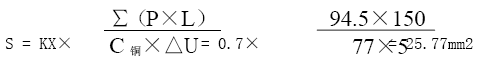 ∑(P×L) 94.5×150
S = KX× = 0.7× = 25.77mm2
C铜×△U 77×5